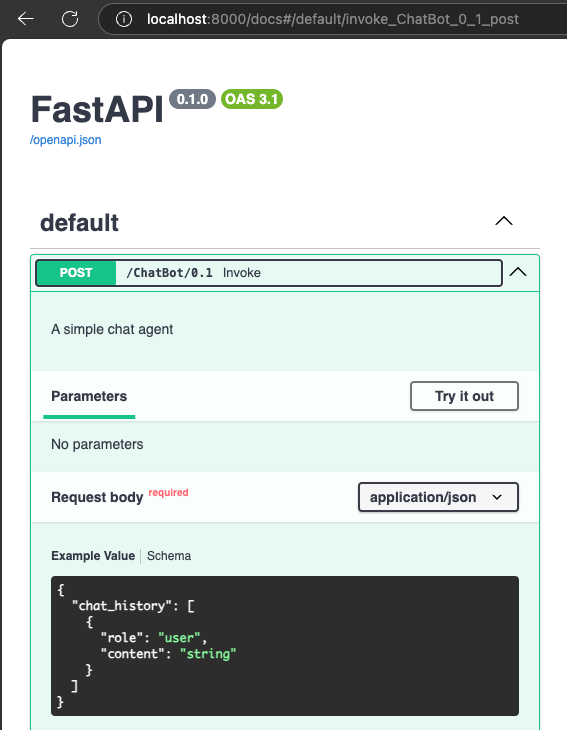 localhost:8000/docs#/default/invoke_ChatBot_0_1_post
FastAPI 0.1.0 OAS 3.1
/openapi.json
default
POST /ChatBot/0.1 Invoke
A simple chat agent
Parameters Try it out
No parameters
Request body required application/json
Example Value Schema
{
  "chat_history": [
    {
      "role": "user",
      "content": "string"
    }
  ]
}